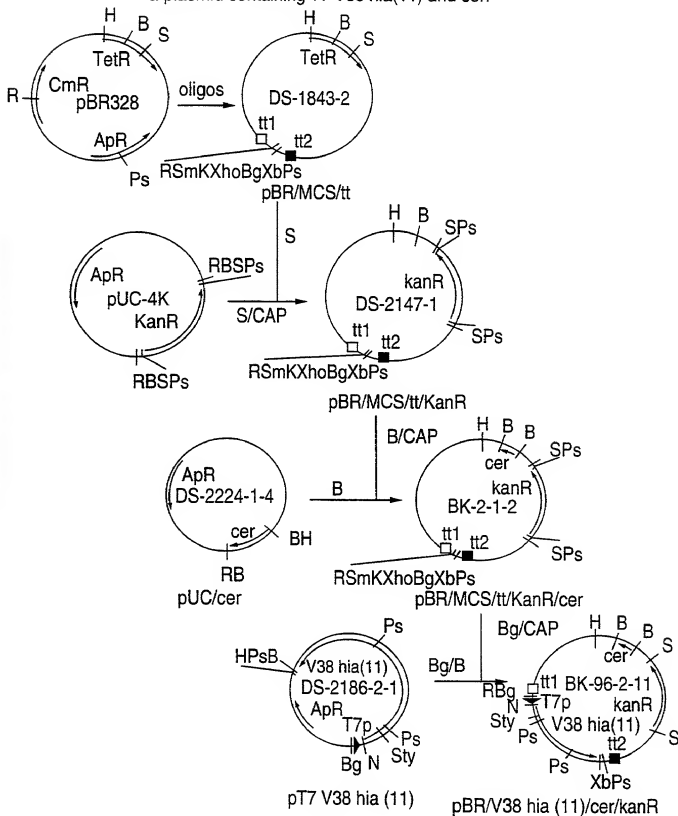 a plasmid containing T7 V38 hia(11) and cer.
H
B
S
TetR
CmR
pBR328
R
ApR
Ps
oligos
H
B
S
TetR
DS-1843-2
tt1
tt2
RSmKXhoBgXbPs
pBR/MCS/tt
S
ApR
pUC-4K
KanR
RBSPs
RBSPs
S/CAP
H
B
SPs
kanR
DS-2147-1
SPs
tt1
tt2
RSmKXhoBgXbPs
pBR/MCS/tt/KanR
B/CAP
ApR
DS-2224-1-4
cer
BH
RB
pUC/cer
B
H
B
B
SPs
cer
kanR
BK-2-1-2
tt1
tt2
SPs
RSmKXhoBgXbPs
pBR/MCS/tt/KanR/cer
Bg/CAP
Ps
HPsB
V38 hia(11)
DS-2186-2-1
ApR
T7p
Ps
Sty
Bg
N
pT7 V38 hia (11)
Bg/B
H
B
B
S
cer
tt1
BK-96-2-11
RBg
N
T7p
kanR
Sty
V38 hia(11)
Ps
S
tt2
Ps
XbPs
pBR/V38 hia (11)/cer/kanR